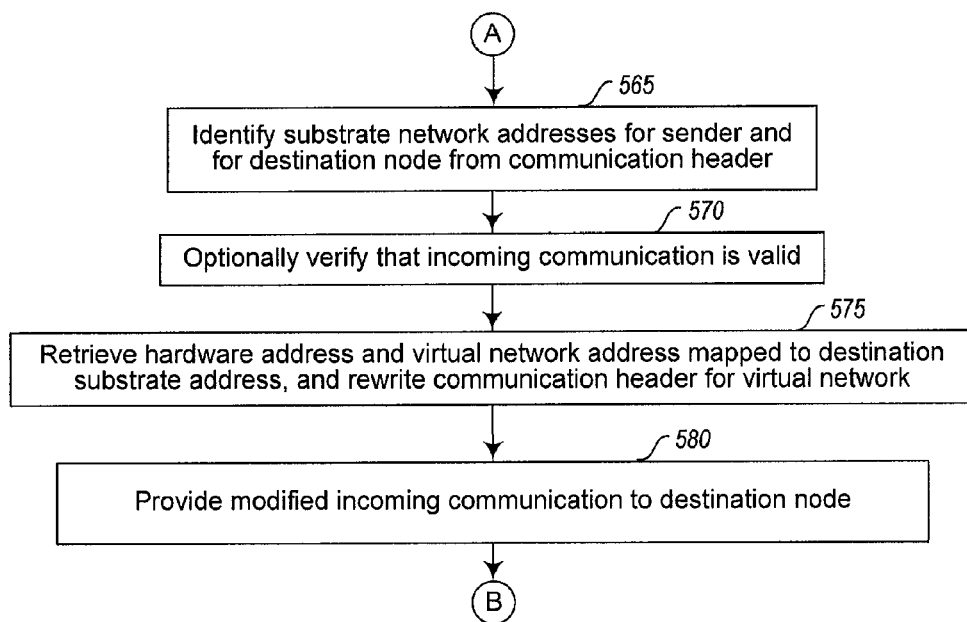 A
565
Identify substrate network addresses for sender and
for destination node from communication header
570
Optionally verify that incoming communication is valid
575
Retrieve hardware address and virtual network address mapped to destination
substrate address, and rewrite communication header for virtual network
580
Provide modified incoming communication to destination node
B